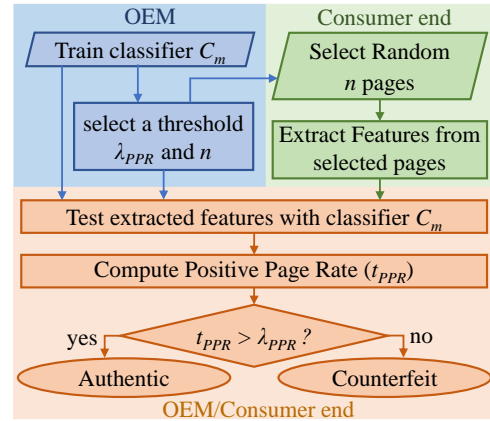 OEM
Consumer end
Train classifier C_m
Select Random
n pages
select a threshold
λ_PPR and n
Extract Features from
selected pages
Test extracted features with classifier C_m
Compute Positive Page Rate (t_PPR)
t_PPR > λ_PPR ?
yes
no
Authentic
Counterfeit
OEM/Consumer end